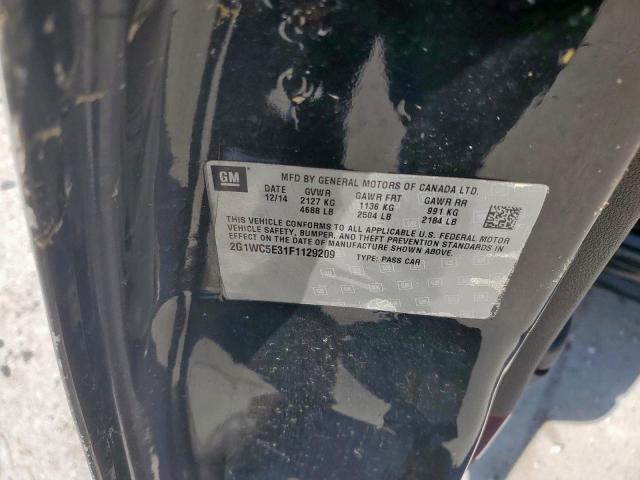 GM
MFD BY GENERAL MOTORS OF CANADA LTD.
DATE GVWR GAWR FRT GAWR RR
12/14 2127 KG 1136 KG 991 KG
4688 LB 2504 LB 2184 LB
THIS VEHICLE CONFORMS TO ALL APPLICABLE U.S. FEDERAL MOTOR
VEHICLE SAFETY, BUMPER, AND THEFT PREVENTION STANDARDS IN
EFFECT ON THE DATE OF MANUFACTURE SHOWN ABOVE.
2G1WC5E31F1129209 TYPE: PASS CAR